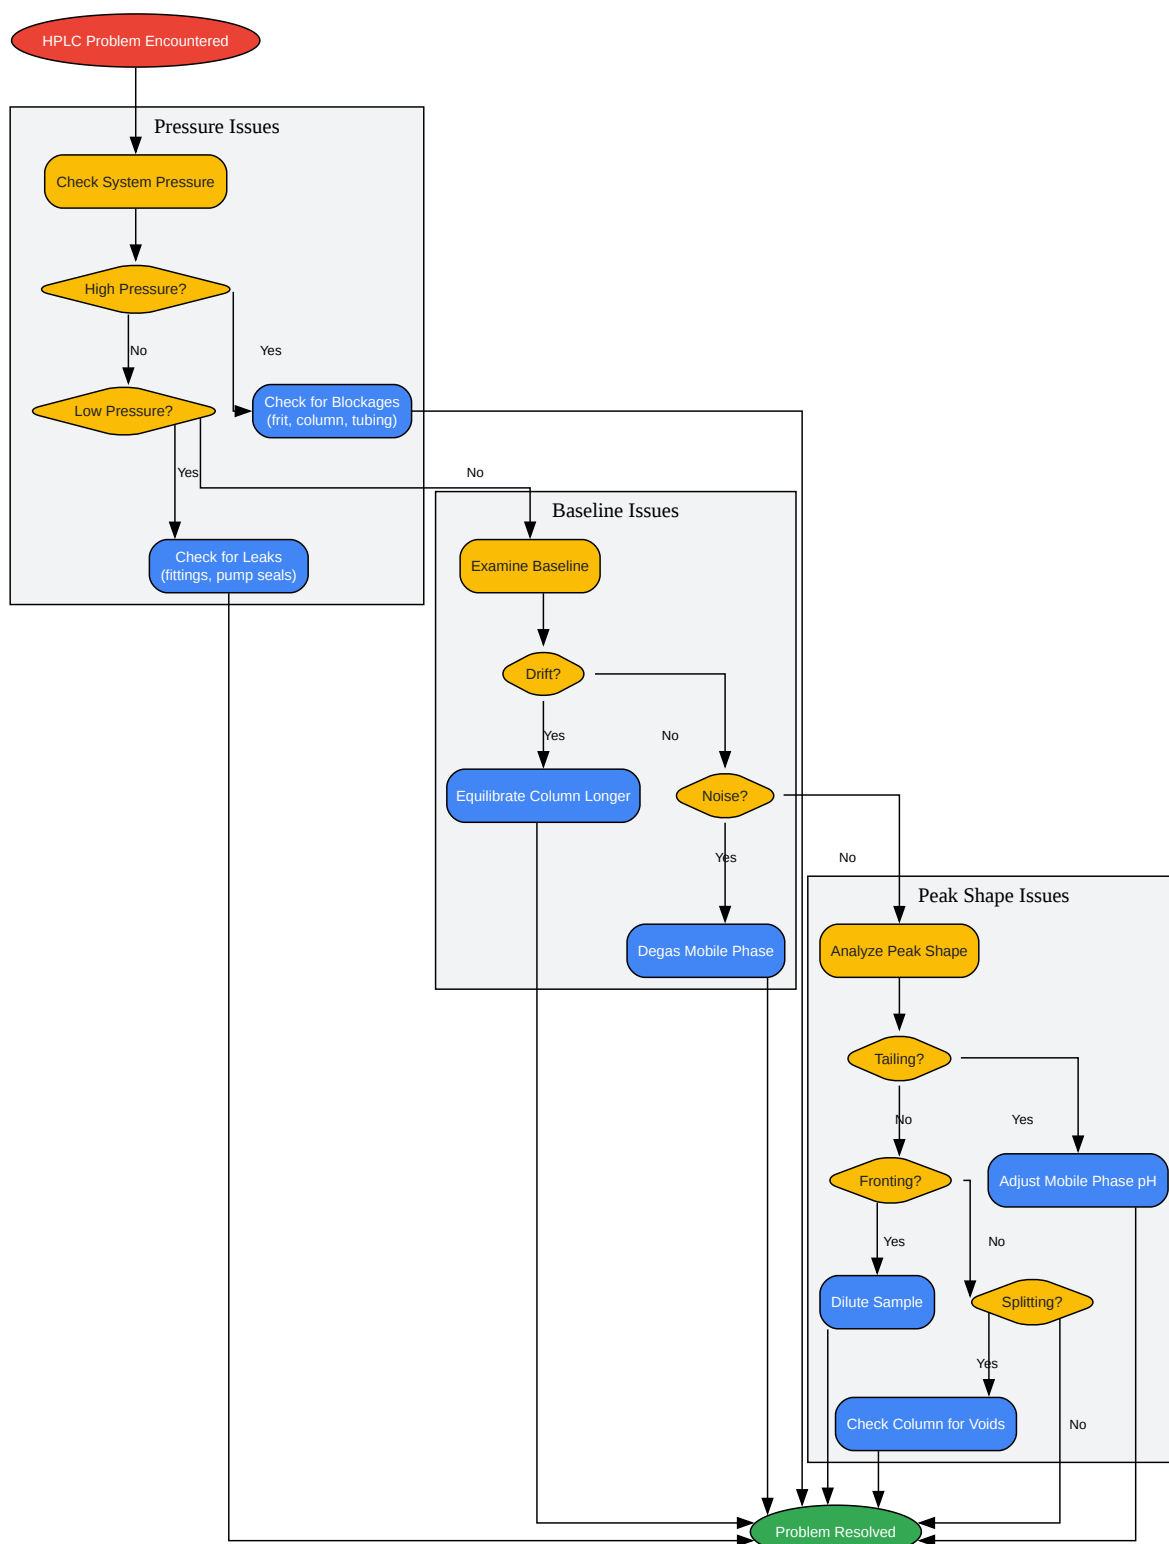 HPLC Problem Encountered
Pressure Issues
Check System Pressure
High Pressure?
No
Yes
Low Pressure?
Check for Blockages
(frit, column, tubing)
Yes
No
Check for Leaks
(fittings, pump seals)
Baseline Issues
Examine Baseline
Drift?
Yes
No
Equilibrate Column Longer
Noise?
Yes
No
Degas Mobile Phase
Peak Shape Issues
Analyze Peak Shape
Tailing?
No
Yes
Fronting?
Adjust Mobile Phase pH
Yes
No
Dilute Sample
Splitting?
Yes
No
Check Column for Voids
Problem Resolved